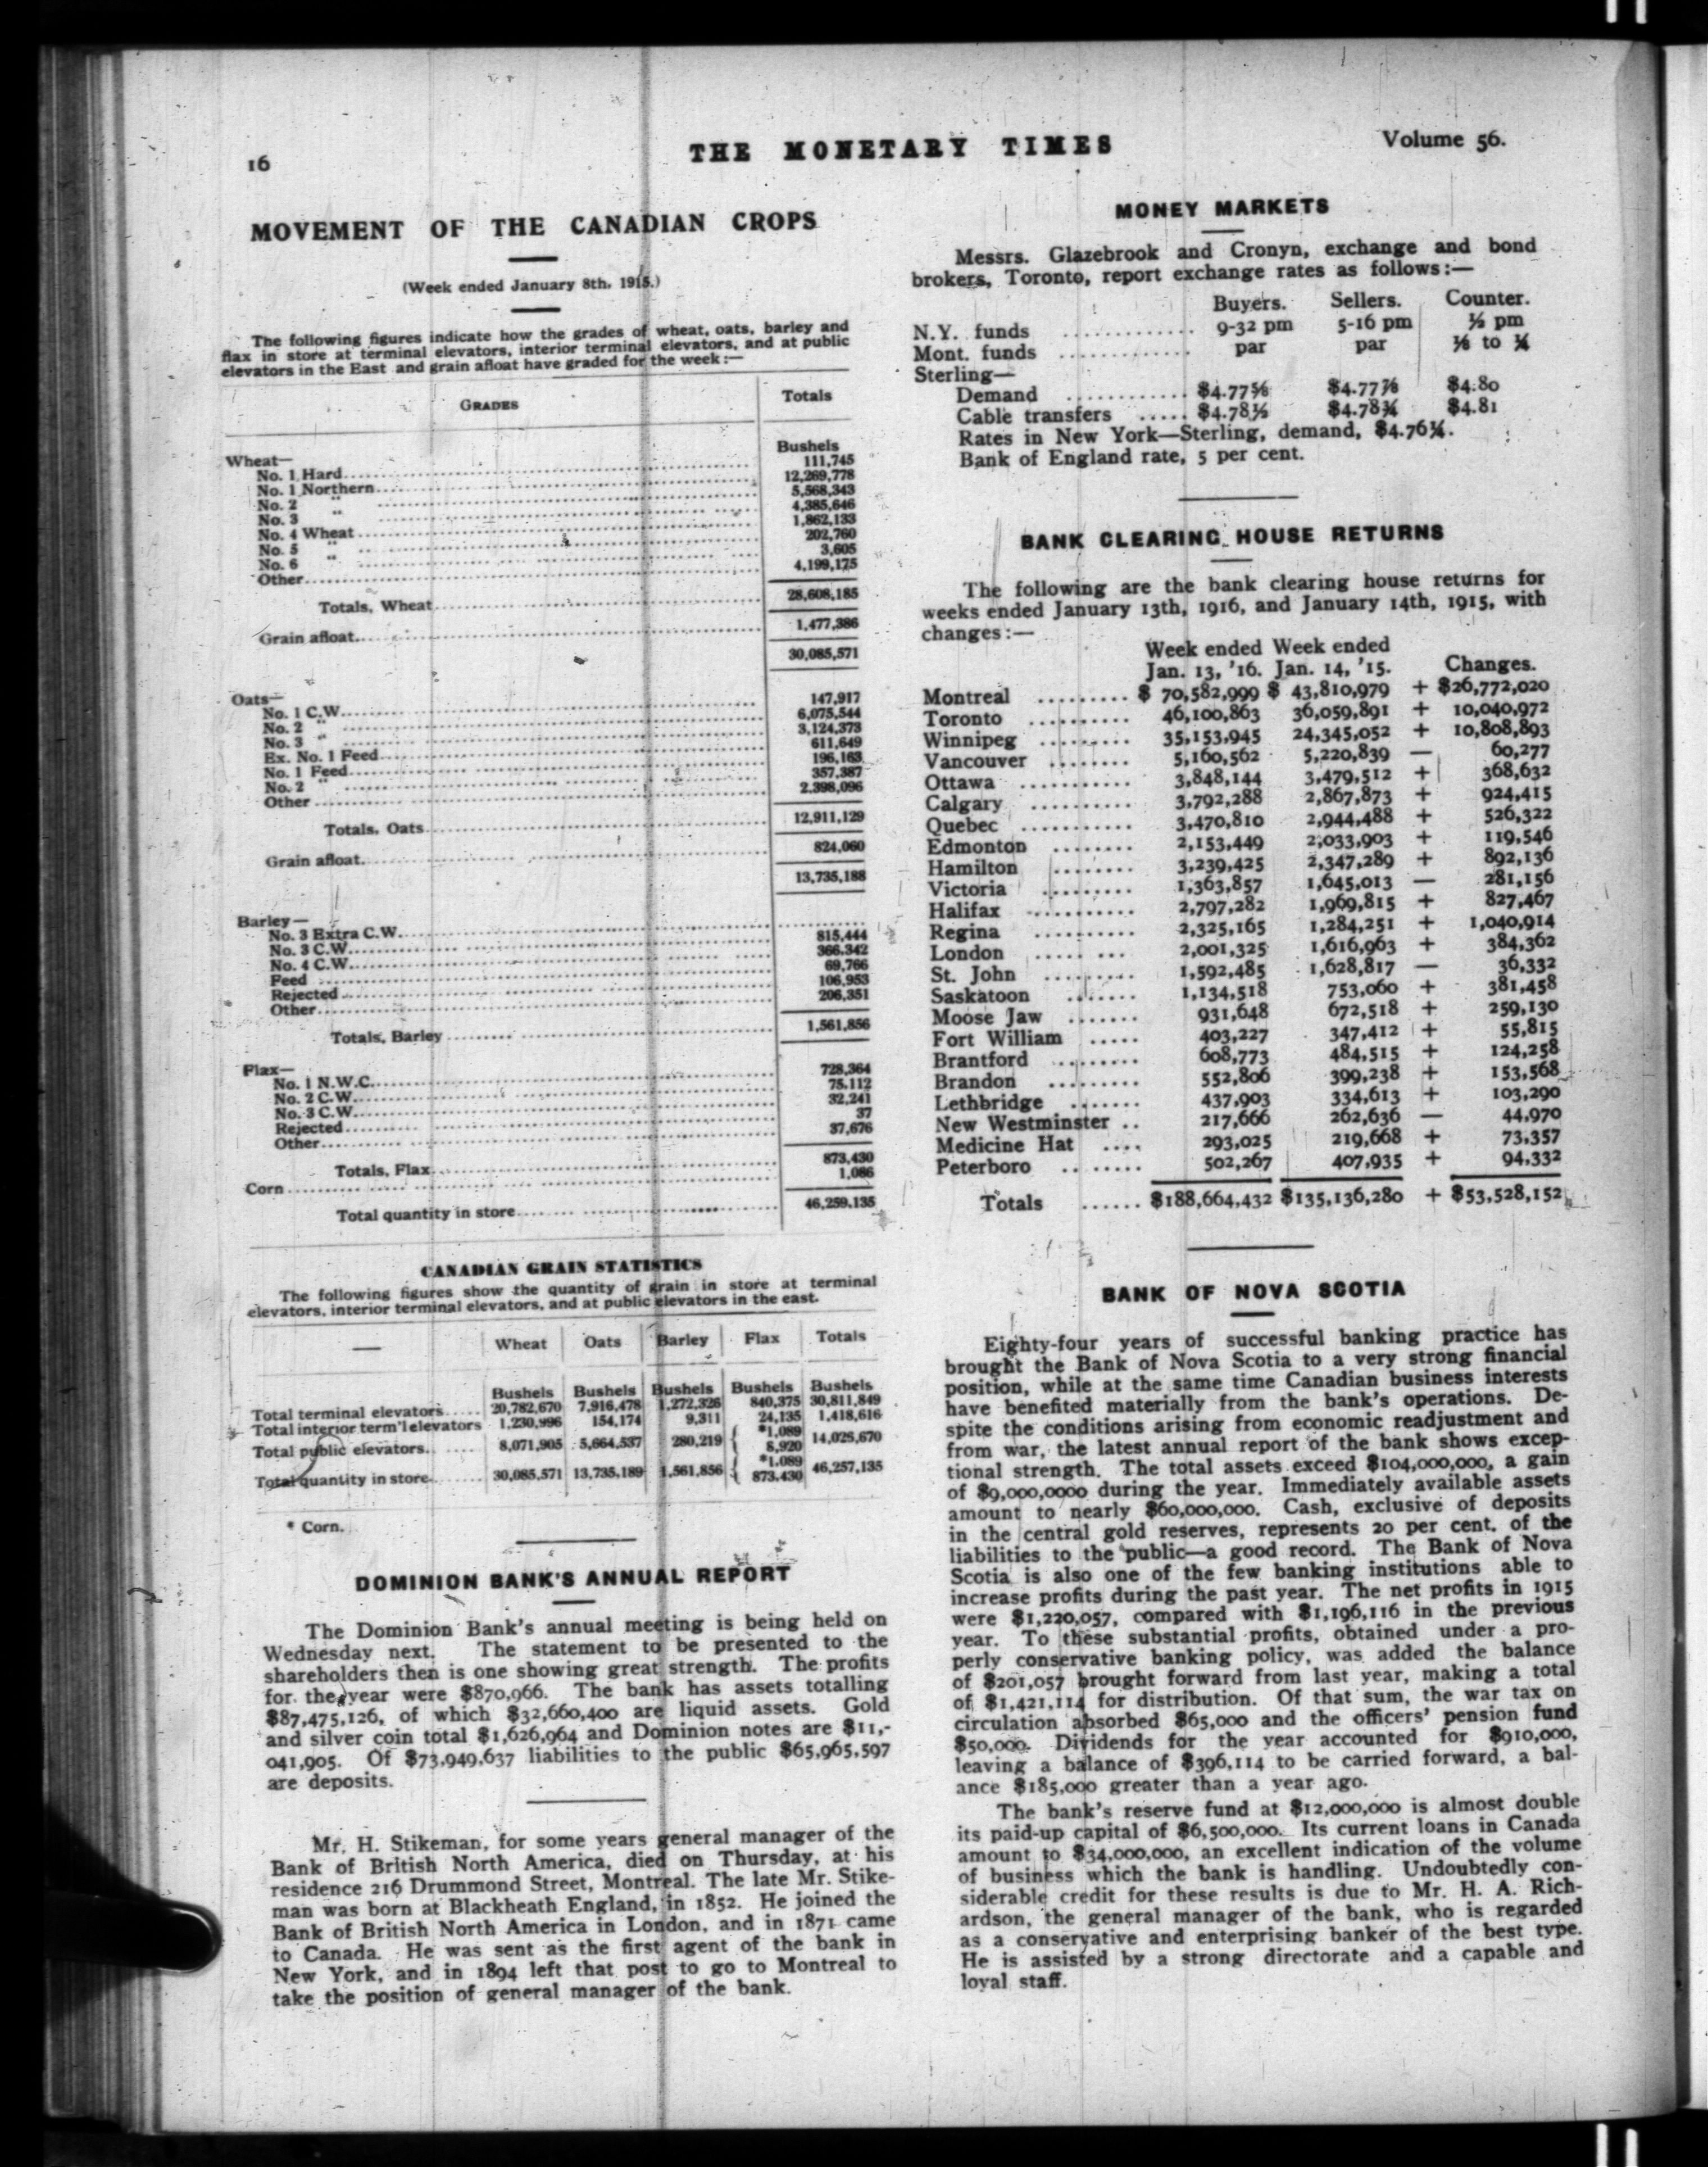 16
THE MONETARY TIMES
Volume 56.
MOVEMENT OF THE CANADIAN CROPS
(Week ended January 8th, 1915.)
The following figures indicate how the grades of wheat, oats, barley and
flax in store at terminal elevators, interior terminal elevators, and at public
elevators in the East and grain afloat have graded for the week:—
GRADES Totals
Bushels
Wheat—
No. 1 Hard 111,745
No. 1 Northern 12,269,778
No. 2 " 5,568,343
No. 3 " 4,385,646
No. 4 Wheat 1,862,133
No. 5 " 202,760
No. 6 " 3,605
Other 4,199,175
Totals, Wheat 28,608,185
Grain afloat 1,477,386
30,085,571
Oats—
No. 1 C.W. 147,917
No. 2 " 6,075,544
No. 3 " 3,124,373
Ex. No. 1 Feed 611,649
No. 1 Feed 196,163
No. 2 " 357,387
Other 2,398,096
Totals, Oats 12,911,129
Grain afloat 824,060
13,735,188
Barley—
No. 3 Extra C.W.
No. 3 C.W. 815,444
No. 4 C.W. 366,342
Feed 69,766
Rejected 106,953
Other 206,351
Totals, Barley 1,561,856
Flax—
No. 1 N.W.C. 728,364
No. 2 C.W. 75,112
No. 3 C.W. 32,241
Rejected 37
Other 37,676
Totals, Flax 873,430
Corn 1,086
Total quantity in store 46,259,135
CANADIAN GRAIN STATISTICS
The following figures show the quantity of grain in store at terminal
elevators, interior terminal elevators, and at public elevators in the east.
— Wheat Oats Barley Flax Totals
Bushels Bushels Bushels Bushels Bushels
Total terminal elevators 20,782,670 7,916,478 1,272,326 840,375 30,811,849
Total interior term'l elevators 1,230,996 154,174 9,311 24,135 1,418,616
Total public elevators 8,071,905 5,664,537 280,219 { *1,089 8,920 14,025,670
Total quantity in store 30,085,571 13,735,189 1,561,856 { *1,089 873,430 46,257,135
* Corn.
DOMINION BANK'S ANNUAL REPORT
The Dominion Bank's annual meeting is being held on
Wednesday next. The statement to be presented to the
shareholders then is one showing great strength. The profits
for the year were $870,966. The bank has assets totalling
$87,475,126, of which $32,660,400 are liquid assets. Gold
and silver coin total $1,626,964 and Dominion notes are $11,-
041,905. Of $73,949,637 liabilities to the public $65,965,597
are deposits.
Mr. H. Stikeman, for some years general manager of the
Bank of British North America, died on Thursday, at his
residence 216 Drummond Street, Montreal. The late Mr. Stike-
man was born at Blackheath England, in 1852. He joined the
Bank of British North America in London, and in 1871 came
to Canada. He was sent as the first agent of the bank in
New York, and in 1894 left that post to go to Montreal to
take the position of general manager of the bank.
MONEY MARKETS
Messrs. Glazebrook and Cronyn, exchange and bond
brokers, Toronto, report exchange rates as follows:—
Buyers. Sellers. Counter.
N.Y. funds 9-32 pm 5-16 pm ½ pm
Mont. funds par par ⅛ to ¼
Sterling—
Demand $4.77⅝ $4.77⅞ $4.80
Cable transfers $4.78½ $4.78¾ $4.81
Rates in New York—Sterling, demand, $4.76¼.
Bank of England rate, 5 per cent.
BANK CLEARING HOUSE RETURNS
The following are the bank clearing house returns for
weeks ended January 13th, 1916, and January 14th, 1915, with
changes:—
Week ended Week ended
Jan. 13, '16. Jan. 14, '15. Changes.
Montreal $ 70,582,999 $ 43,810,979 + $26,772,020
Toronto 46,100,863 36,059,891 + 10,040,972
Winnipeg 35,153,945 24,345,052 + 10,808,893
Vancouver 5,160,562 5,220,839 — 60,277
Ottawa 3,848,144 3,479,512 + 368,632
Calgary 3,792,288 2,867,873 + 924,415
Quebec 3,470,810 2,944,488 + 526,322
Edmonton 2,153,449 2,033,903 + 119,546
Hamilton 3,239,425 2,347,289 + 892,136
Victoria 1,363,857 1,645,013 — 281,156
Halifax 2,797,282 1,969,815 + 827,467
Regina 2,325,165 1,284,251 + 1,040,914
London 2,001,325 1,616,963 + 384,362
St. John 1,592,485 1,628,817 — 36,332
Saskatoon 1,134,518 753,060 + 381,458
Moose Jaw 931,648 672,518 + 259,130
Fort William 403,227 347,412 + 55,815
Brantford 608,773 484,515 + 124,258
Brandon 552,806 399,238 + 153,568
Lethbridge 437,903 334,613 + 103,290
New Westminster 217,666 262,636 — 44,970
Medicine Hat 293,025 219,668 + 73,357
Peterboro 502,267 407,935 + 94,332
Totals $188,664,432 $135,136,280 + $53,528,152
BANK OF NOVA SCOTIA
Eighty-four years of successful banking practice has
brought the Bank of Nova Scotia to a very strong financial
position, while at the same time Canadian business interests
have benefited materially from the bank's operations. De-
spite the conditions arising from economic readjustment and
from war, the latest annual report of the bank shows excep-
tional strength. The total assets exceed $104,000,000, a gain
of $9,000,0000 during the year. Immediately available assets
amount to nearly $60,000,000. Cash, exclusive of deposits
in the central gold reserves, represents 20 per cent. of the
liabilities to the public—a good record. The Bank of Nova
Scotia is also one of the few banking institutions able to
increase profits during the past year. The net profits in 1915
were $1,220,057, compared with $1,196,116 in the previous
year. To these substantial profits, obtained under a pro-
perly conservative banking policy, was added the balance
of $201,057 brought forward from last year, making a total
of $1,421,114 for distribution. Of that sum, the war tax on
circulation absorbed $65,000 and the officers' pension fund
$50,000. Dividends for the year accounted for $910,000,
leaving a balance of $396,114 to be carried forward, a bal-
ance $185,000 greater than a year ago.
The bank's reserve fund at $12,000,000 is almost double
its paid-up capital of $6,500,000. Its current loans in Canada
amount to $34,000,000, an excellent indication of the volume
of business which the bank is handling. Undoubtedly con-
siderable credit for these results is due to Mr. H. A. Rich-
ardson, the general manager of the bank, who is regarded
as a conservative and enterprising banker of the best type.
He is assisted by a strong directorate and a capable and
loyal staff.